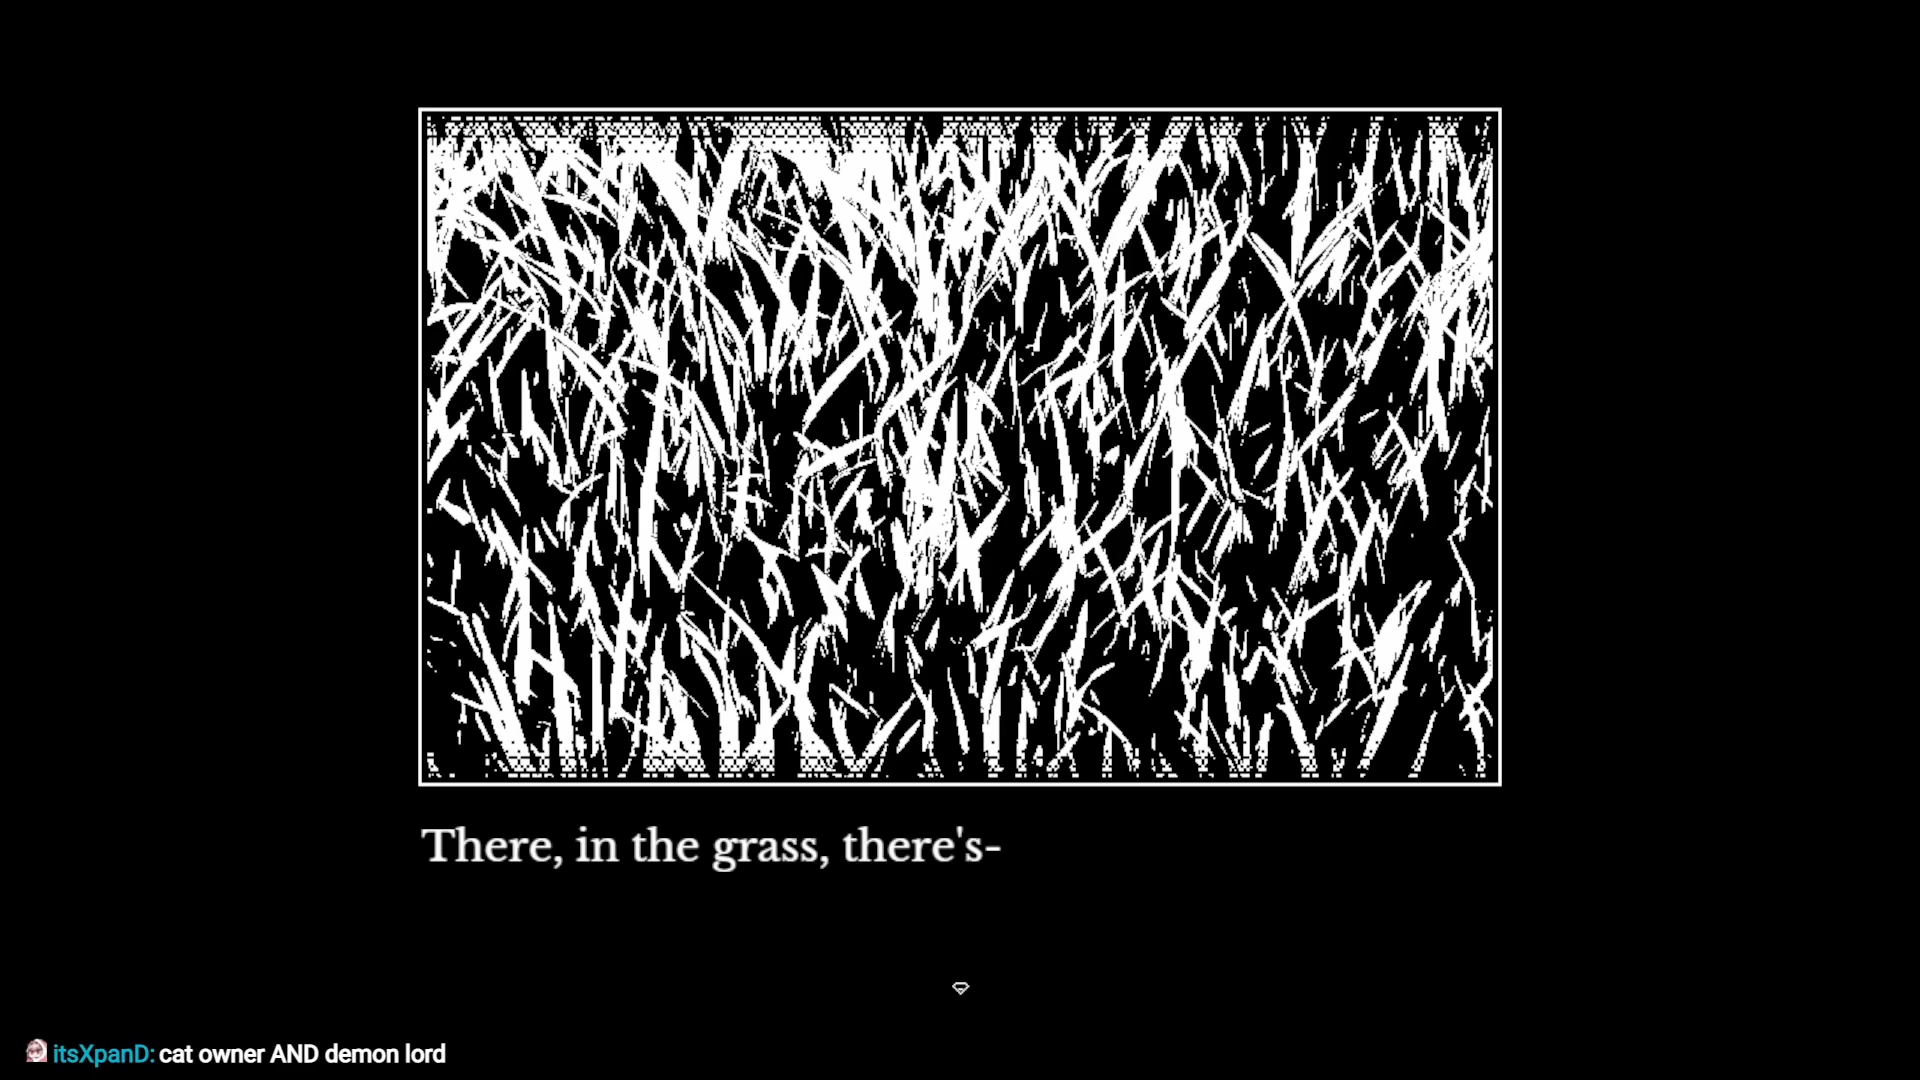 There, in the grass, there's-
itsXpanD: cat owner AND demon lord